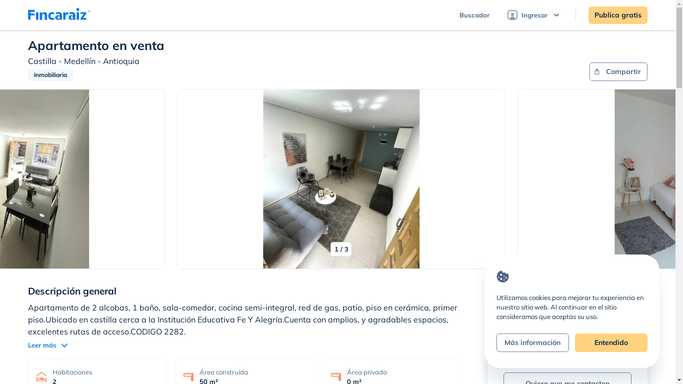 Fincaraiz
Buscador
Ingresar
Publica gratis
Apartamento en venta
Castilla - Medellín - Antioquia
Inmobiliaria
Compartir
1 / 3
Descripción general
Apartamento de 2 alcobas, 1 baño, sala-comedor, cocina semi-integral, red de gas, patio, piso en cerámica, primer
piso.Ubicado en castilla cerca a la Institución Educativa Fe Y Alegría.Cuenta con amplios, y agradables espacios,
excelentes rutas de acceso.CODIGO 2282.
Leer más
Habitaciones
2
Área construida
50 m²
Área privada
0 m²
Utilizamos cookies para mejorar tu experiencia en
nuestro sitio web. Al continuar en el sitio
consideramos que aceptas su uso.
Más información
Entendido
Quiero que me contacten